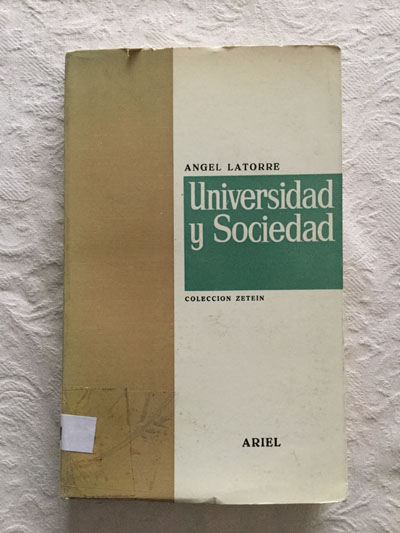 ANGEL LATORRE
Universidad
y Sociedad
COLECCION ZETEIN
ARIEL